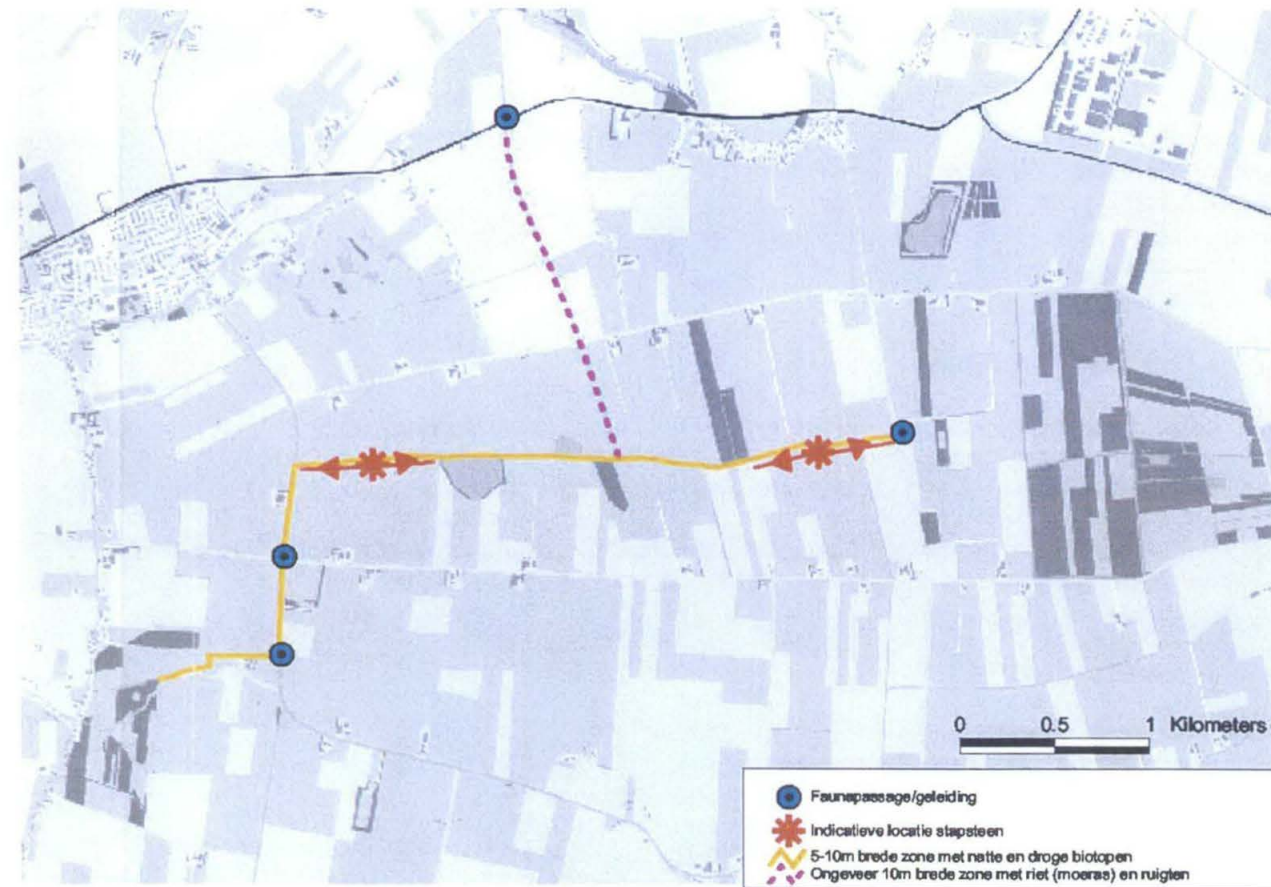 0 0.5 1 Kilometers
Faunapassage/geleiding
Indicatieve locatie stapsteen
5-10m brede zone met natte en droge biotopen
Ongeveer 10m brede zone met riet (moeras) en ruigten